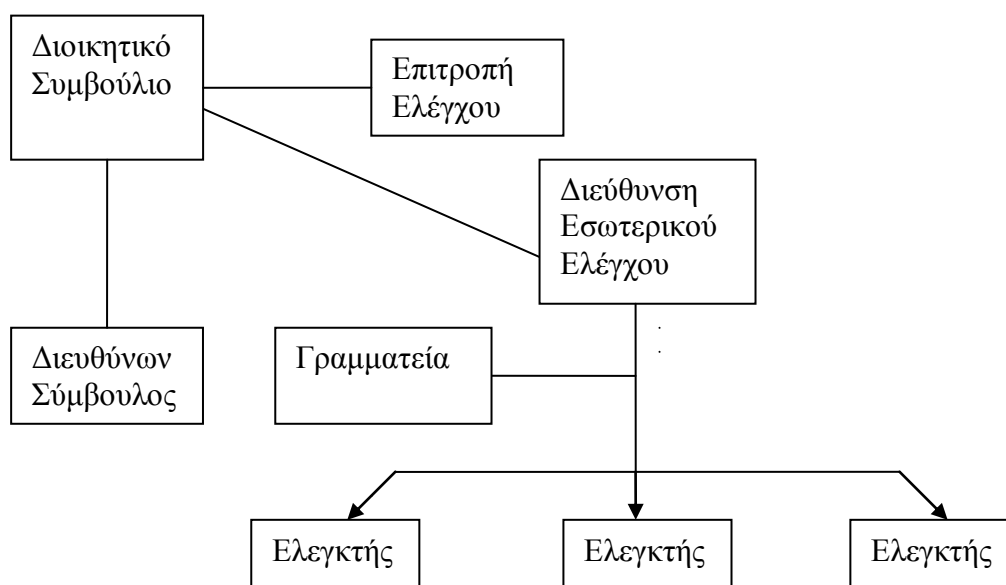 Διοικητικό
Συμβούλιο
Επιτροπή
Ελέγχου
Διεύθυνση
Εσωτερικού
Ελέγχου
Διευθύνων
Σύμβουλος
Γραμματεία
Ελεγκτής
Ελεγκτής
Ελεγκτής